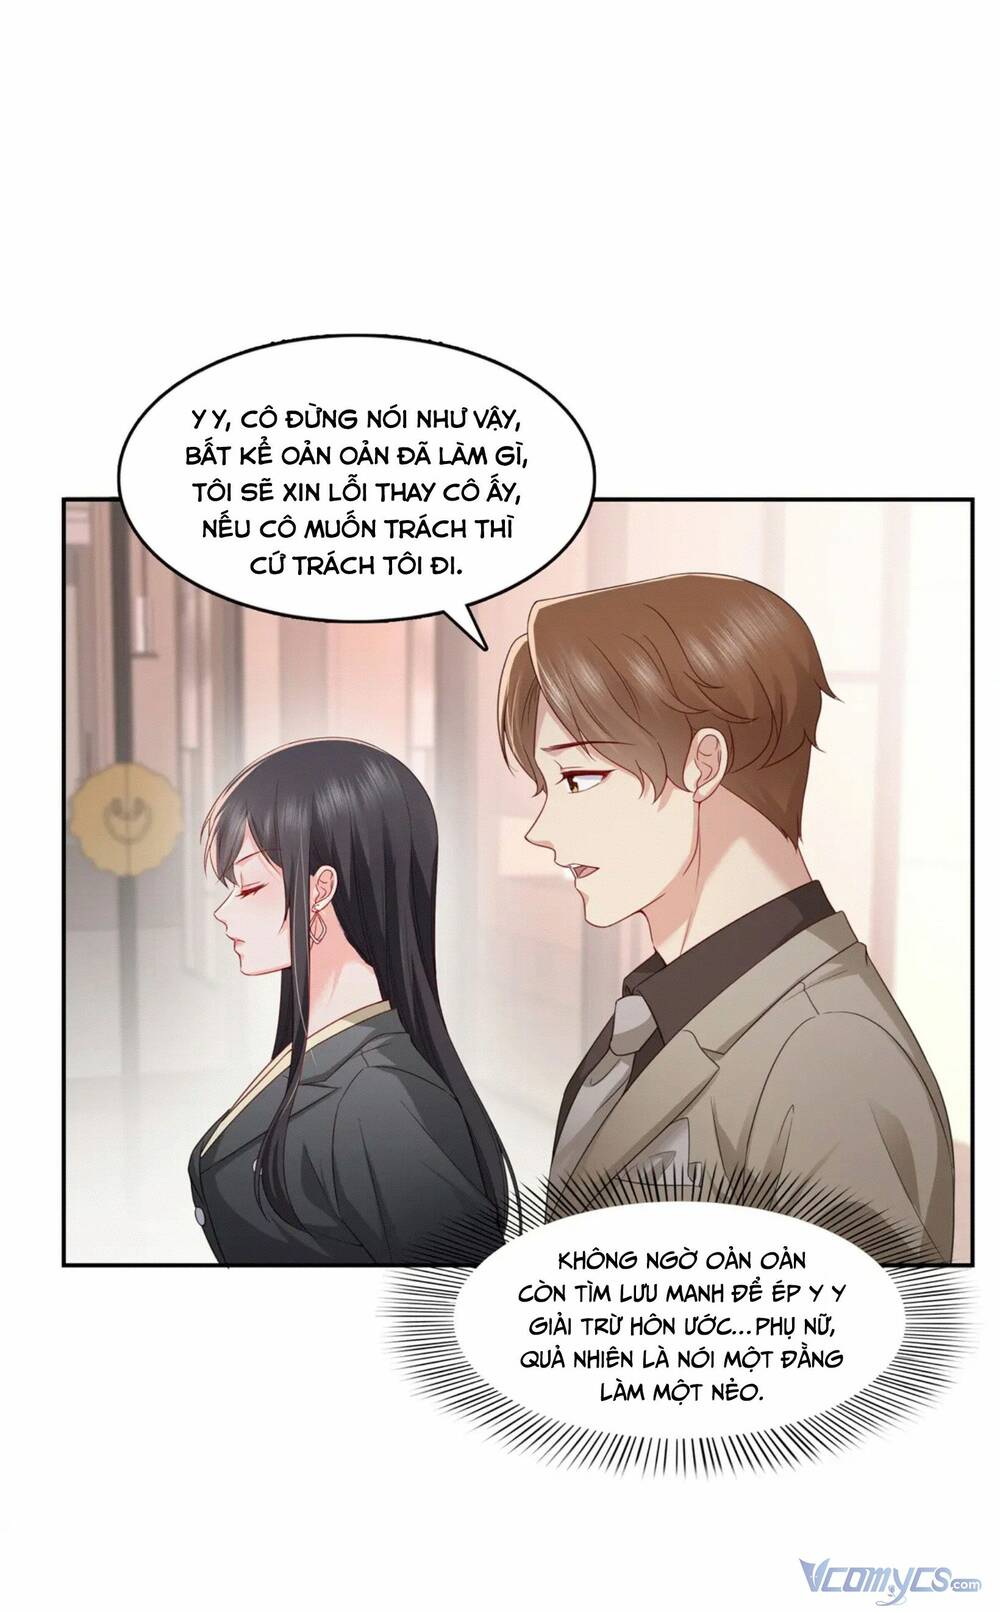 Y Y, CÔ ĐỪNG NÓI NHƯ VẬY,
BẤT KỂ OẢN OẢN ĐÃ LÀM GÌ,
TÔI SẼ XIN LỖI THAY CÔ ẤY,
NẾU CÔ MUỐN TRÁCH THÌ
CỨ TRÁCH TÔI ĐI.
KHÔNG NGỜ OẢN OẢN
CÒN TÌM LƯU MANH ĐỂ ÉP Y Y
GIẢI TRỪ HÔN ƯỚC...PHỤ NỮ,
QUẢ NHIÊN LÀ NÓI MỘT ĐẰNG
LÀM MỘT NẺO.
VCOMYCS.com